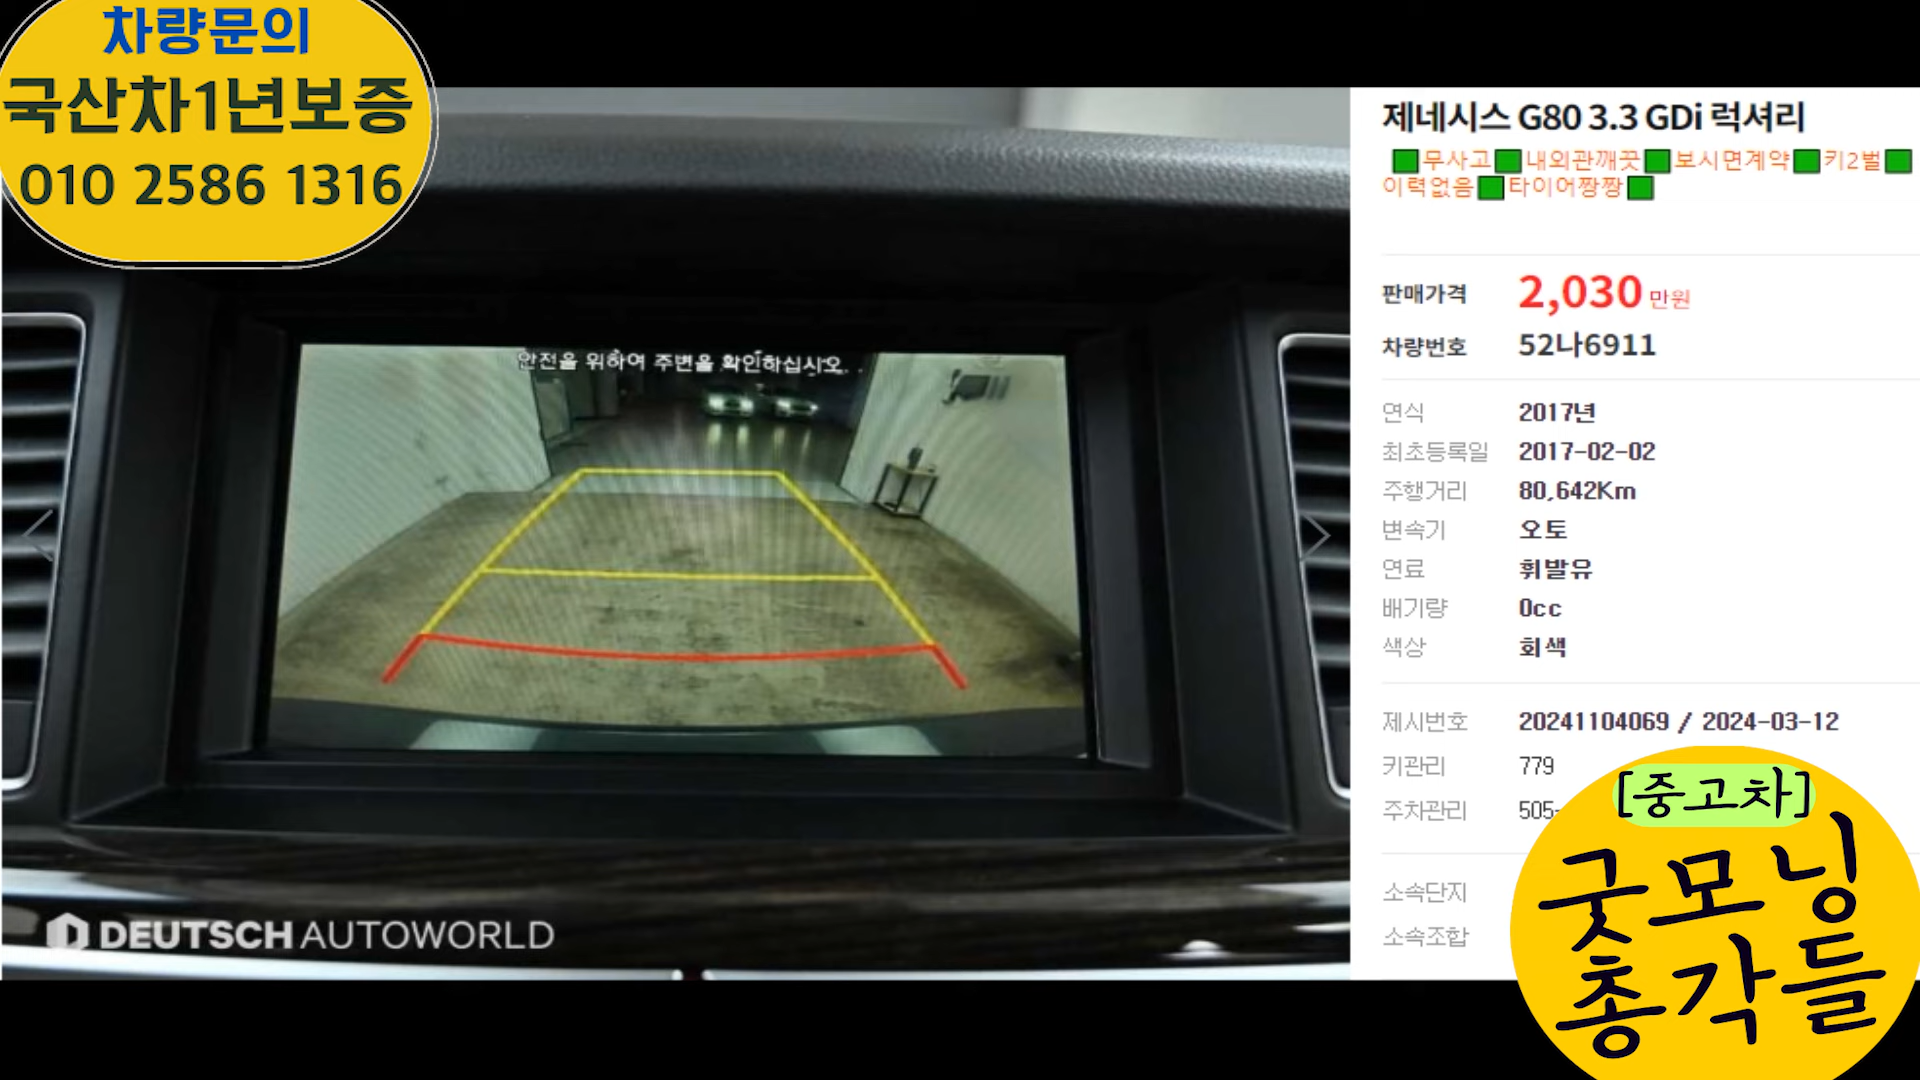 차량문의
국산차1년보증
010 2586 1316
안전을 위하여 주변을 확인하십시오.
DEUTSCH AUTOWORLD
제네시스 G80 3.3 GDi 럭셔리
무사고 내외관깨끗 보시면계약 키2벌
이력없음 타이어짱짱
판매가격 2,030 만원
차량번호 52나6911
연식 2017년
최초등록일 2017-02-02
주행거리 80,642Km
변속기 오토
연료 휘발유
배기량 0cc
색상 회색
제시번호 20241104069 / 2024-03-12
키관리 779
주차관리 505-
소속단지
소속조합
[중고차]
굿모닝
총각들